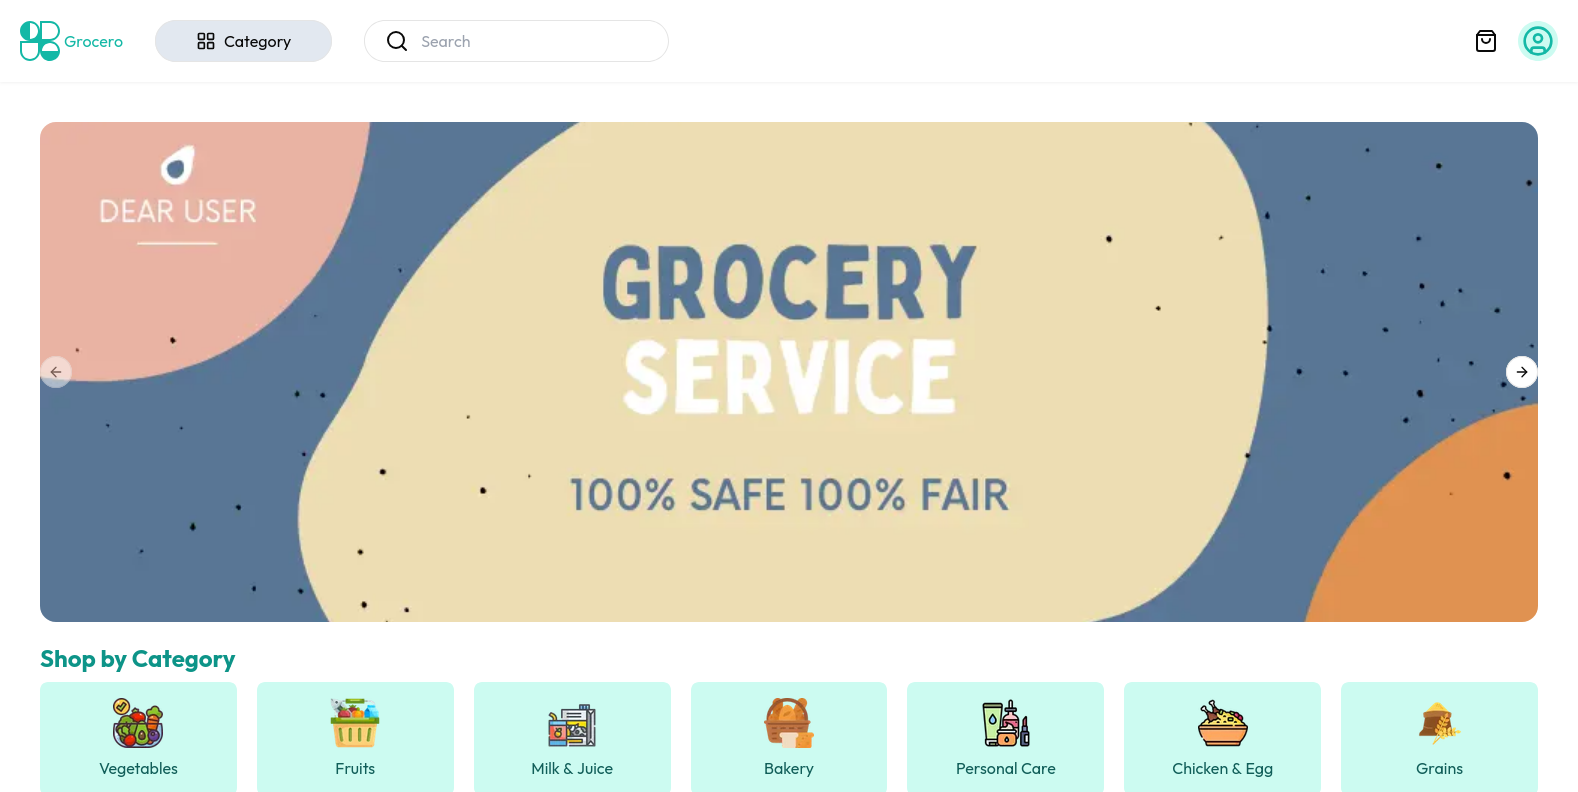 Grocero
Category
Search
DEAR USER
GROCERY
SERVICE
100% SAFE 100% FAIR
Shop by Category
Vegetables
Fruits
Milk & Juice
Bakery
Personal Care
Chicken & Egg
Grains